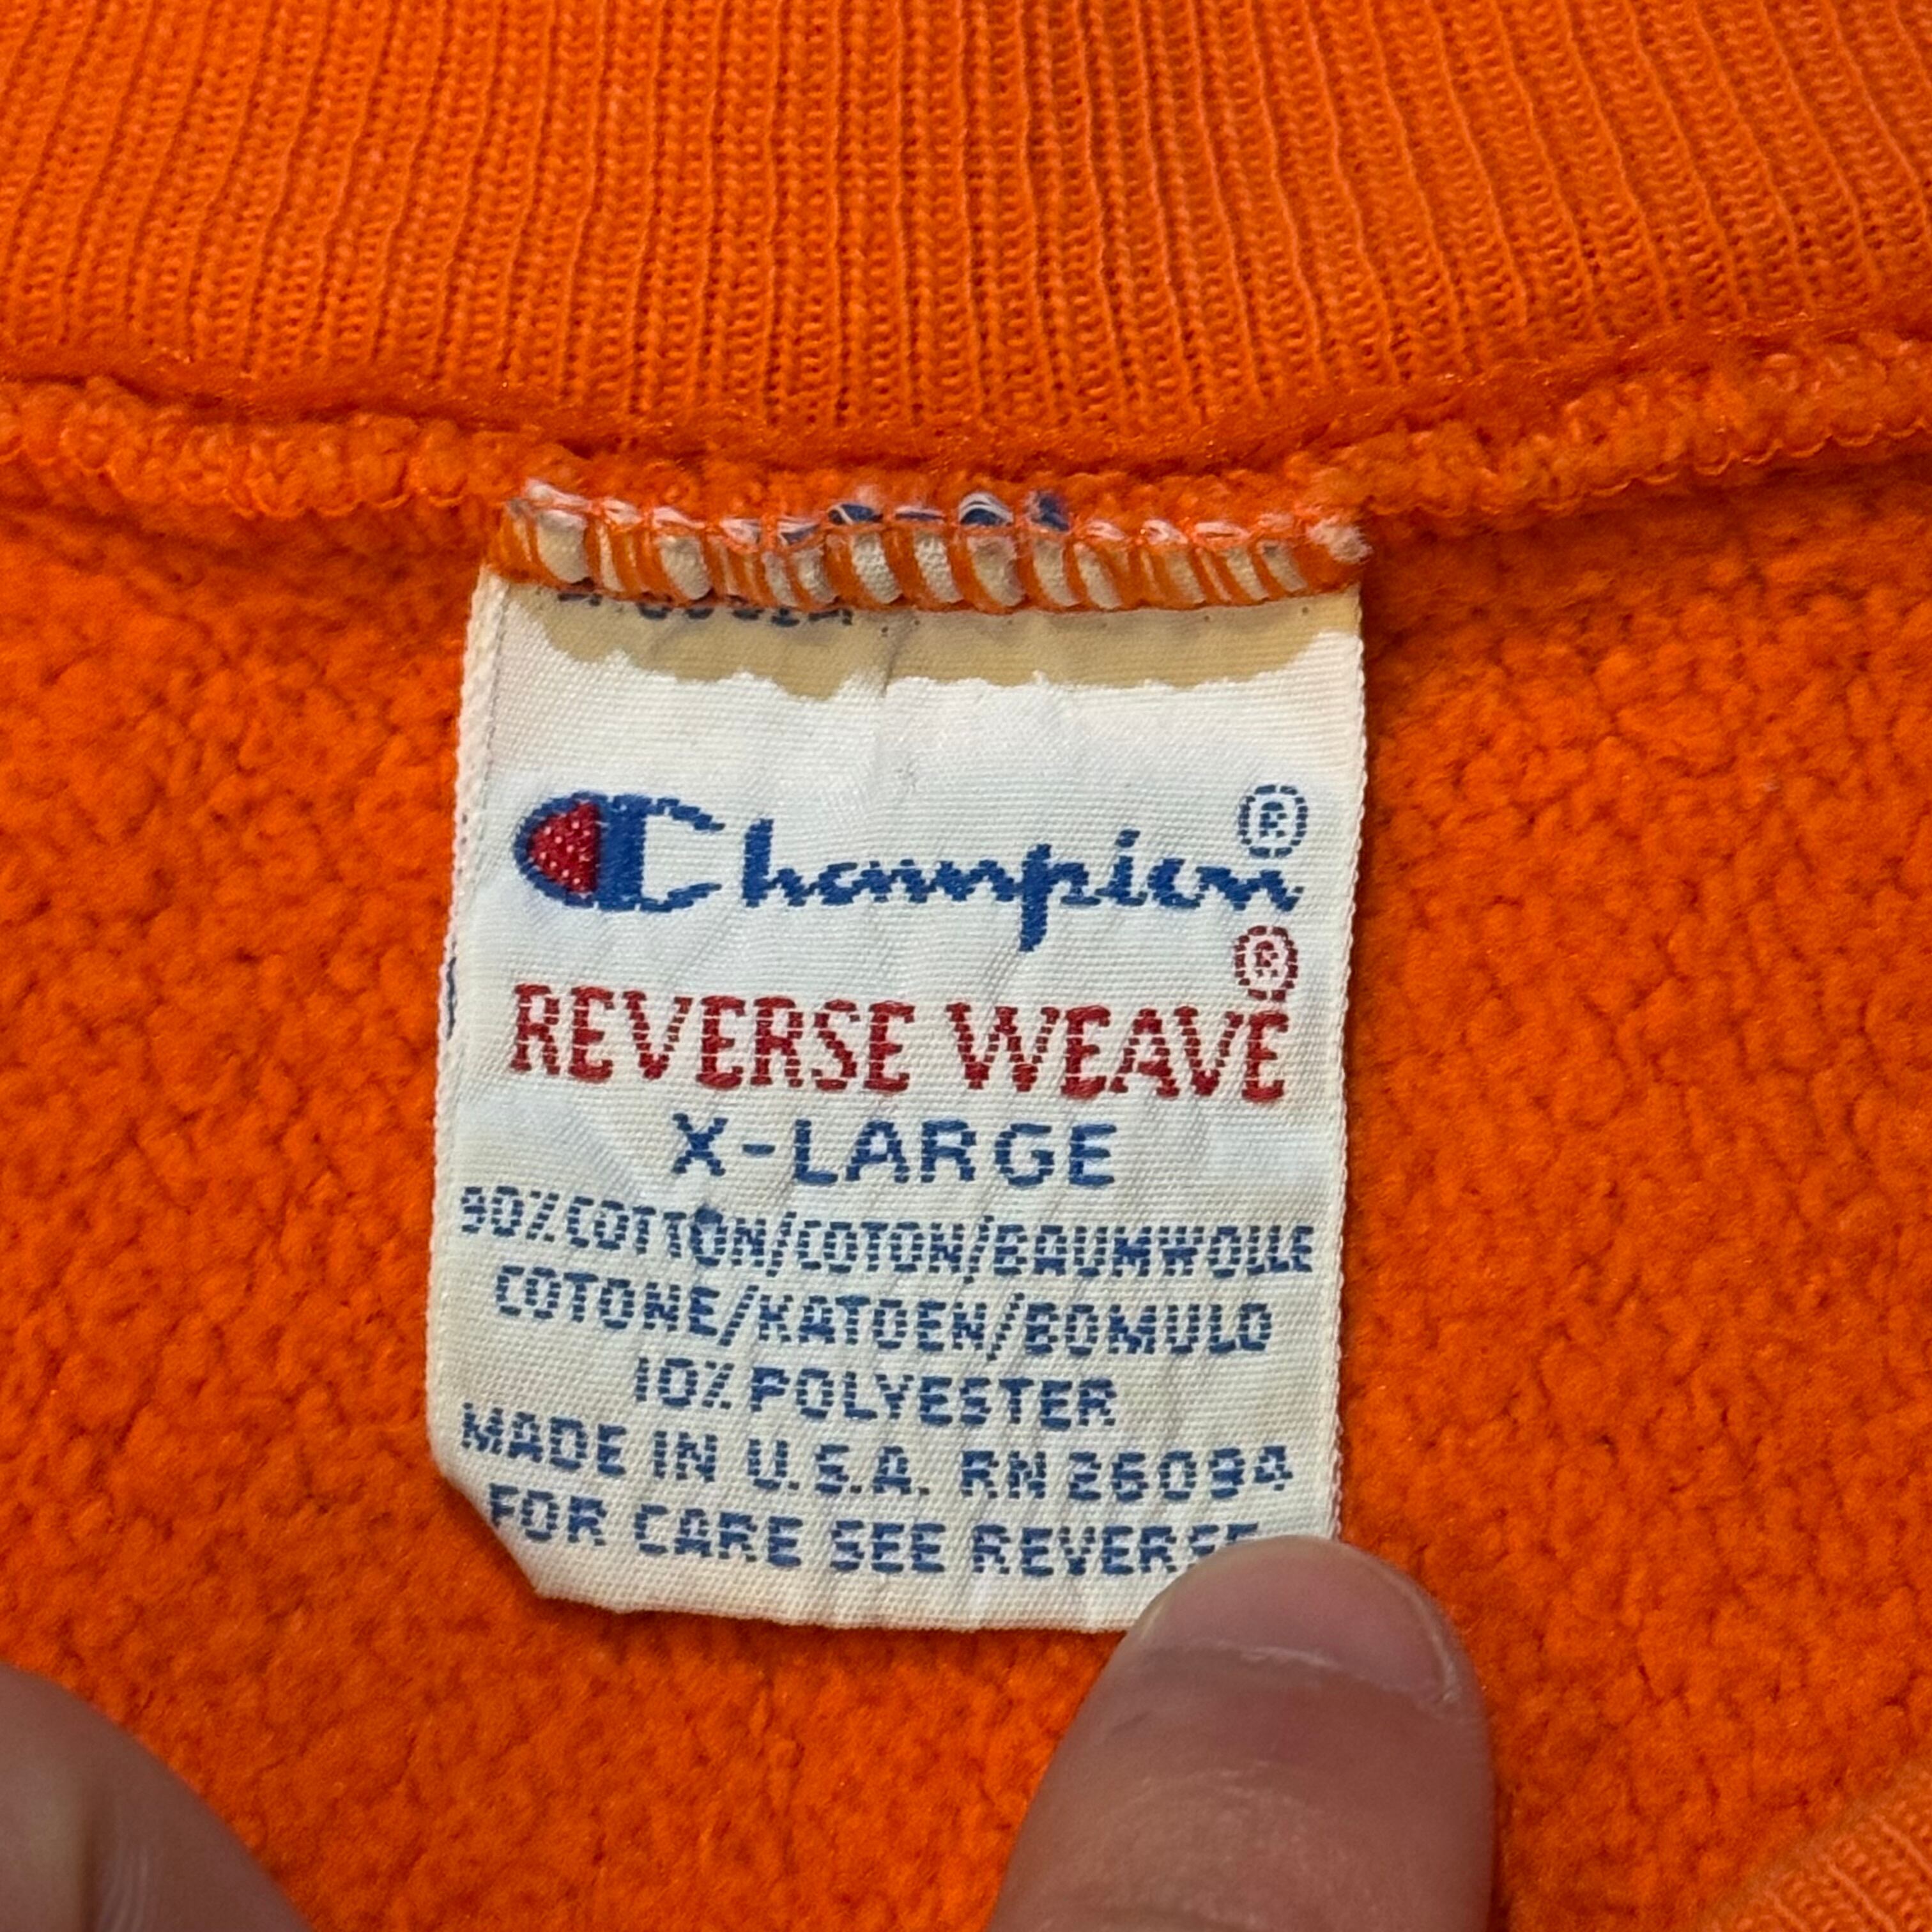 Champion®
REVERSE WEAVE®
X-LARGE
90% COTTON/COTON/BAUMWOLLE
COTONE/KATOEN/BOMULD
10% POLYESTER
MADE IN U.S.A. RN 26094
FOR CARE SEE REVERSE